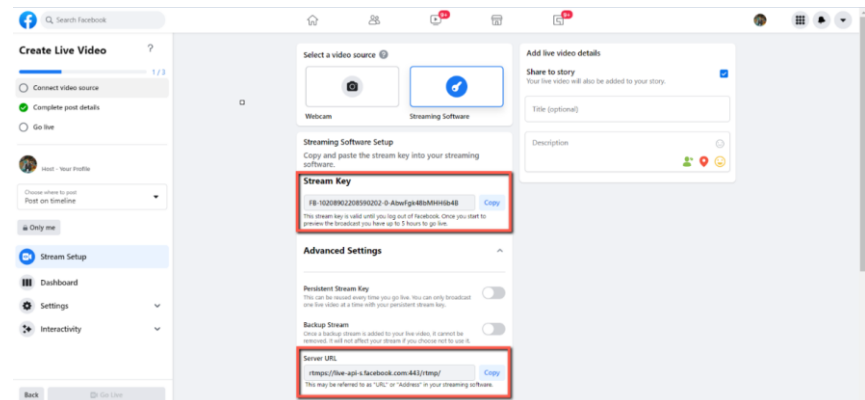 Search Facebook
9+
9+
Create Live Video
?
1 / 3
Connect video source
Complete post details
Go live
Host - Your Profile
Choose where to post
Post on timeline
Only me
Stream Setup
Dashboard
Settings
Interactivity
Back
Go Live
Select a video source
Webcam
Streaming Software
Streaming Software Setup
Copy and paste the stream key into your streaming
software.
Stream Key
FB-10208902208590202-0-AbwFgir4BbMHH6b4B
Copy
This stream key is valid until you log out of Facebook. Once you start to
preview the broadcast you have up to 5 hours to go live.
Advanced Settings
Persistent Stream Key
This can be reused every time you go live. You can only broadcast
one live video at a time with your persistent stream key.
Backup Stream
Once a backup stream is added to your live video. It cannot be
removed. It will not affect your stream if you choose not to use it.
Server URL
rtmps://live-api-s.facebook.com:443/rtmp/
Copy
This may be referred to as "URL" or "Address" in your streaming software.
Add live video details
Share to story
Your live video will also be added to your story.
Title (optional)
Description